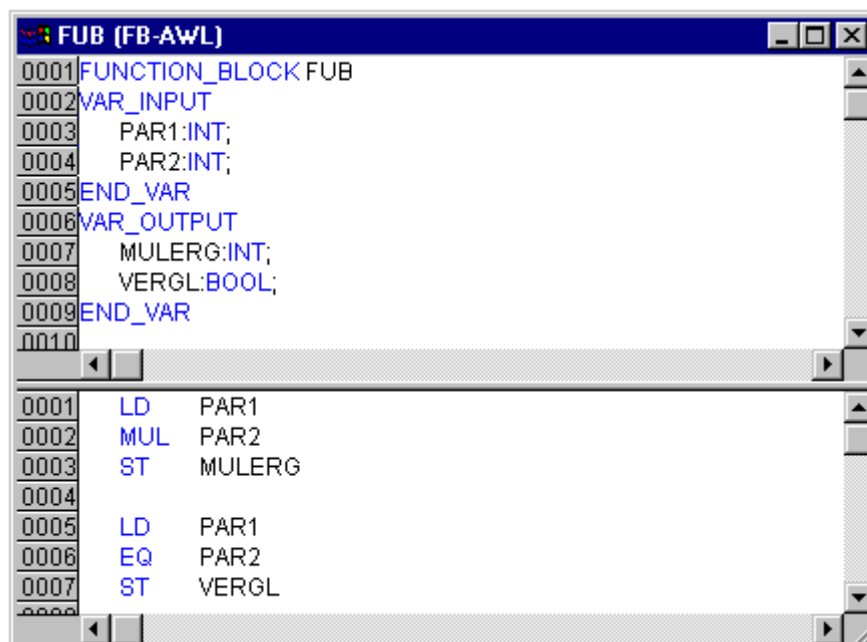 FUB (FB-AWL)
0001 FUNCTION_BLOCK FUB
0002 VAR_INPUT
0003 PAR1:INT;
0004 PAR2:INT;
0005 END_VAR
0006 VAR_OUTPUT
0007 MULERG:INT;
0008 VERGL:BOOL;
0009 END_VAR
0010
0001 LD PAR1
0002 MUL PAR2
0003 ST MULERG
0004
0005 LD PAR1
0006 EQ PAR2
0007 ST VERGL